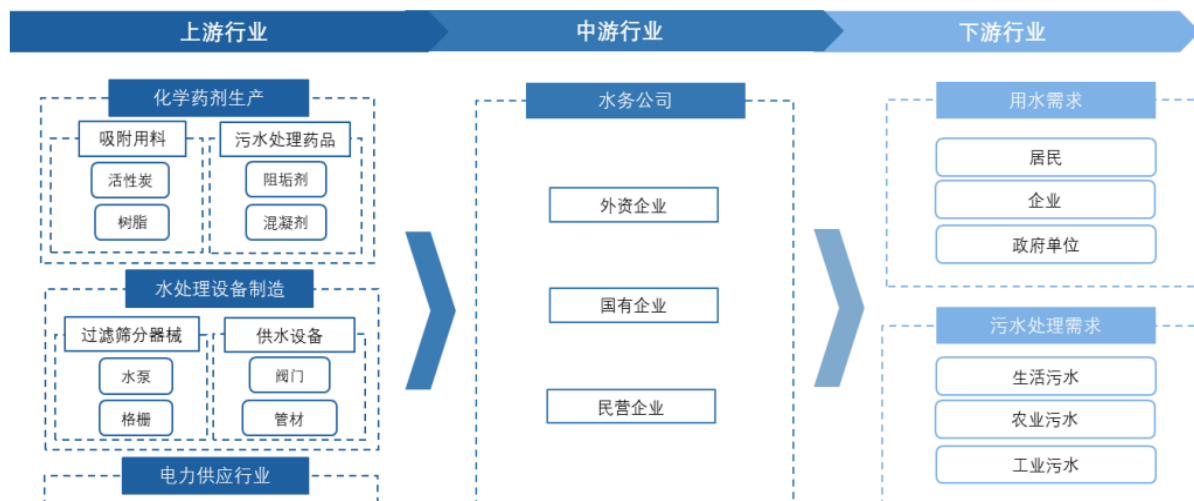 上游行业
中游行业
下游行业
化学药剂生产
吸附用料
污水处理药品
活性炭
阻垢剂
树脂
混凝剂
水处理设备制造
过滤筛分器械
供水设备
水泵
阀门
格栅
管材
电力供应行业
水务公司
外资企业
国有企业
民营企业
用水需求
居民
企业
政府单位
污水处理需求
生活污水
农业污水
工业污水